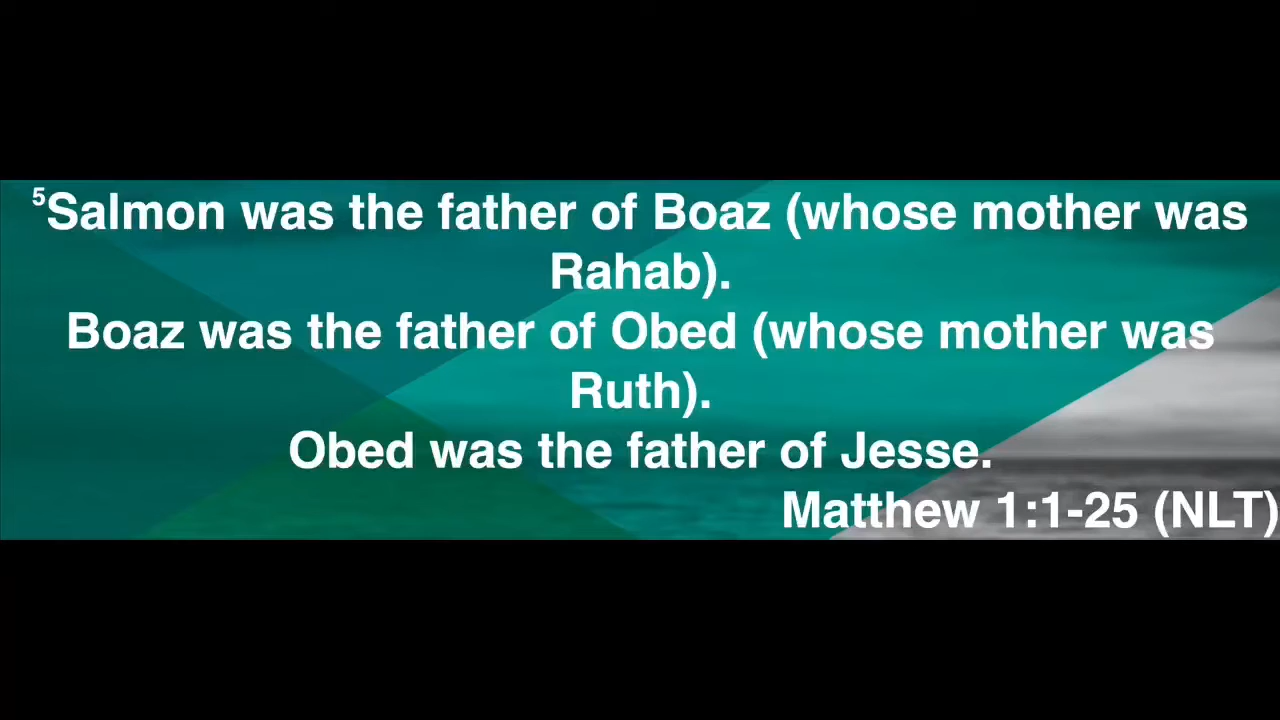 ⁵Salmon was the father of Boaz (whose mother was
Rahab).
Boaz was the father of Obed (whose mother was
Ruth).
Obed was the father of Jesse.
Matthew 1:1-25 (NLT)